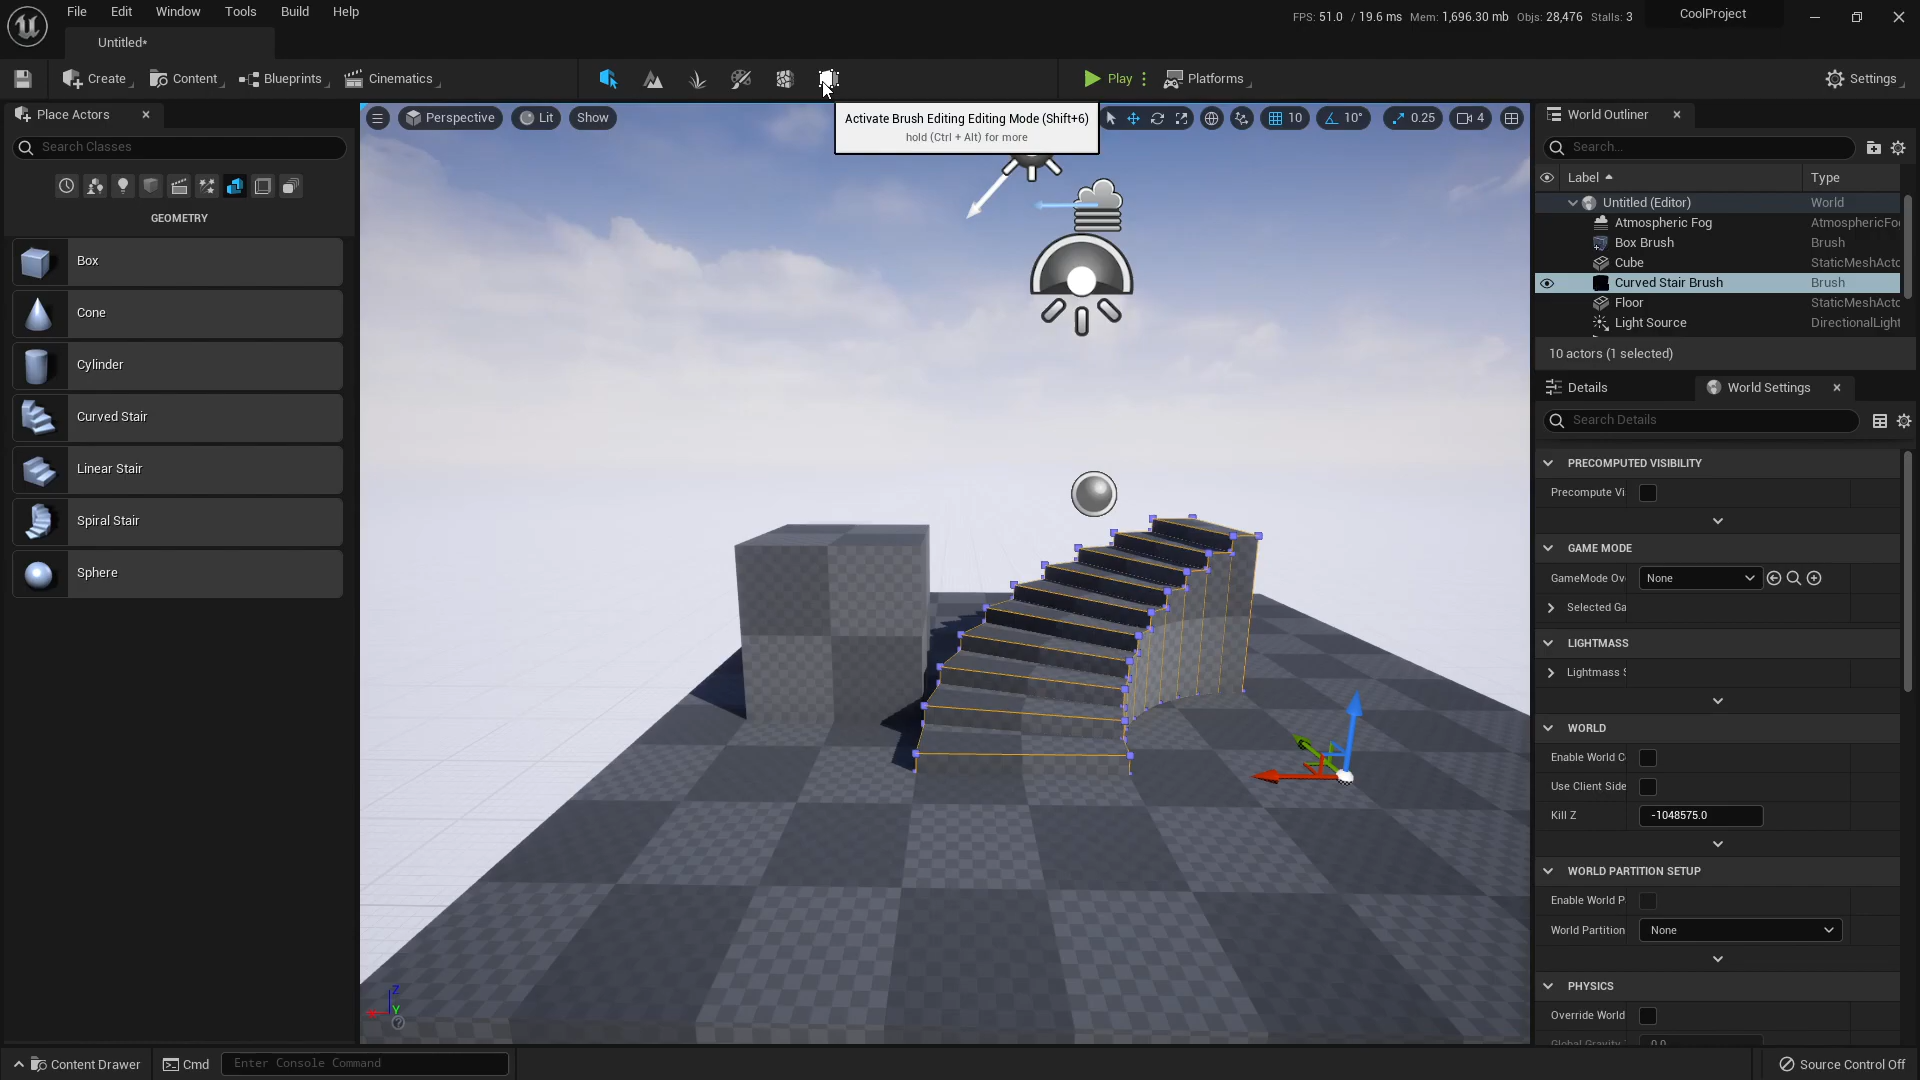 File Edit Window Tools Build Help
FPS: 51.0 / 19.6 ms Mem: 1,696.30 mb Objs: 28,476 Stalls: 3
CoolProject
Untitled*
Create Content Blueprints Cinematics
Play Platforms
Settings
Place Actors
Search Classes
GEOMETRY
Box
Cone
Cylinder
Curved Stair
Linear Stair
Spiral Stair
Sphere
Perspective Lit Show
Activate Brush Editing Editing Mode (Shift+6)
hold (Ctrl + Alt) for more
10 10° 0.25 4
Z
Y
World Outliner
Search...
Label Type
Untitled (Editor) World
Atmospheric Fog AtmosphericFo
Box Brush Brush
Cube StaticMeshActo
Curved Stair Brush Brush
Floor StaticMeshActo
Light Source DirectionalLight
10 actors (1 selected)
Details World Settings
Search Details
PRECOMPUTED VISIBILITY
Precompute Vi
GAME MODE
GameMode Ov None
Selected Ga
LIGHTMASS
Lightmass S
WORLD
Enable World C
Use Client Side
Kill Z -1048575.0
WORLD PARTITION SETUP
Enable World P
World Partition None
PHYSICS
Override World
Global Gravity 0.0
Content Drawer Cmd Enter Console Command
Source Control Off